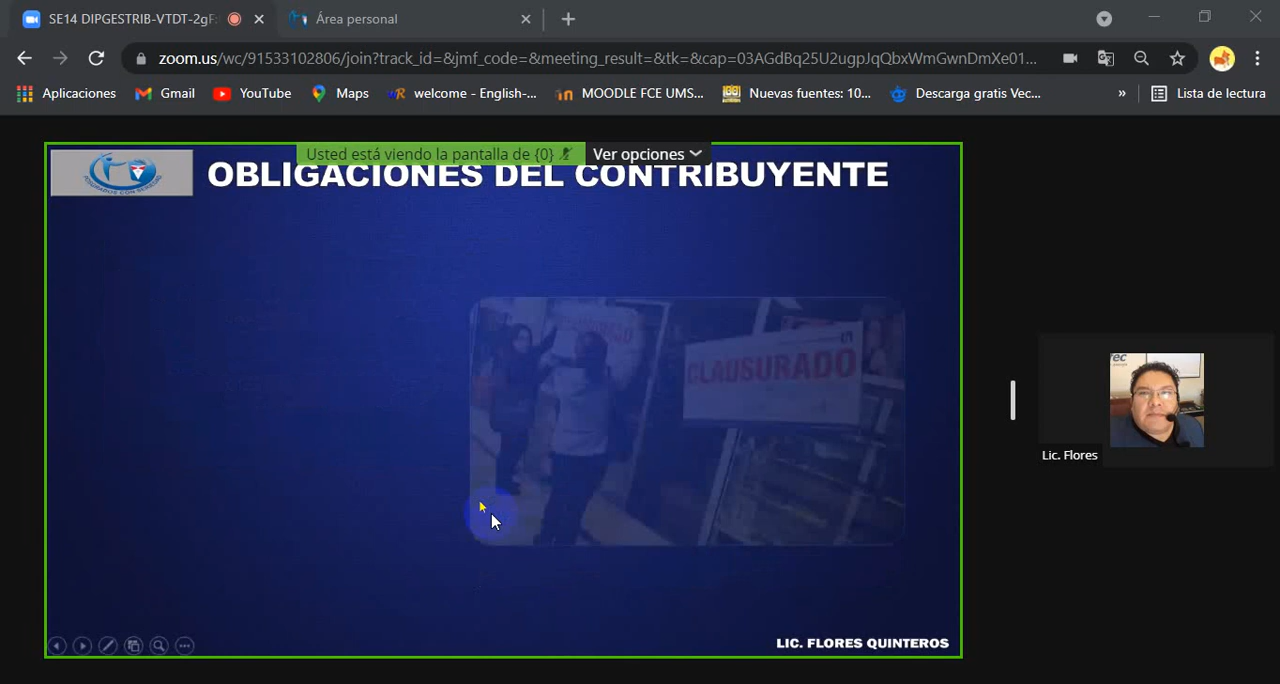 SE14 DIPGESTRIB-VTDT-2gF
Área personal
zoom.us/wc/91533102806/join?track_id=&jmf_code=&meeting_result=&tk=&cap=03AGdBq25U2ugpJqQbxWmGwnDmXe01...
Aplicaciones
Gmail
YouTube
Maps
welcome - English-...
MOODLE FCE UMS...
Nuevas fuentes: 10...
Descarga gratis Vec...
»
Lista de lectura
Usted está viendo la pantalla de {0}
Ver opciones
OBLIGACIONES DEL CONTRIBUYENTE
CLAUSURADO
Lic. Flores
LIC. FLORES QUINTEROS